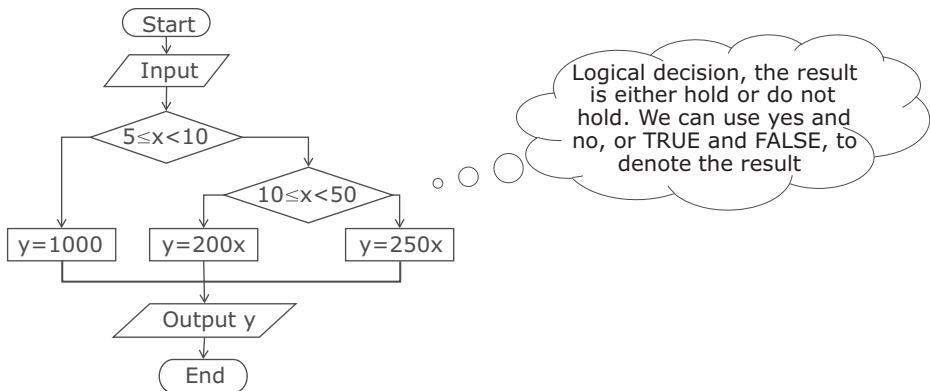 Start
Input
5≤x<10
10≤x<50
y=1000
y=200x
y=250x
Output y
End
Logical decision, the result
is either hold or do not
hold. We can use yes and
no, or TRUE and FALSE, to
denote the result